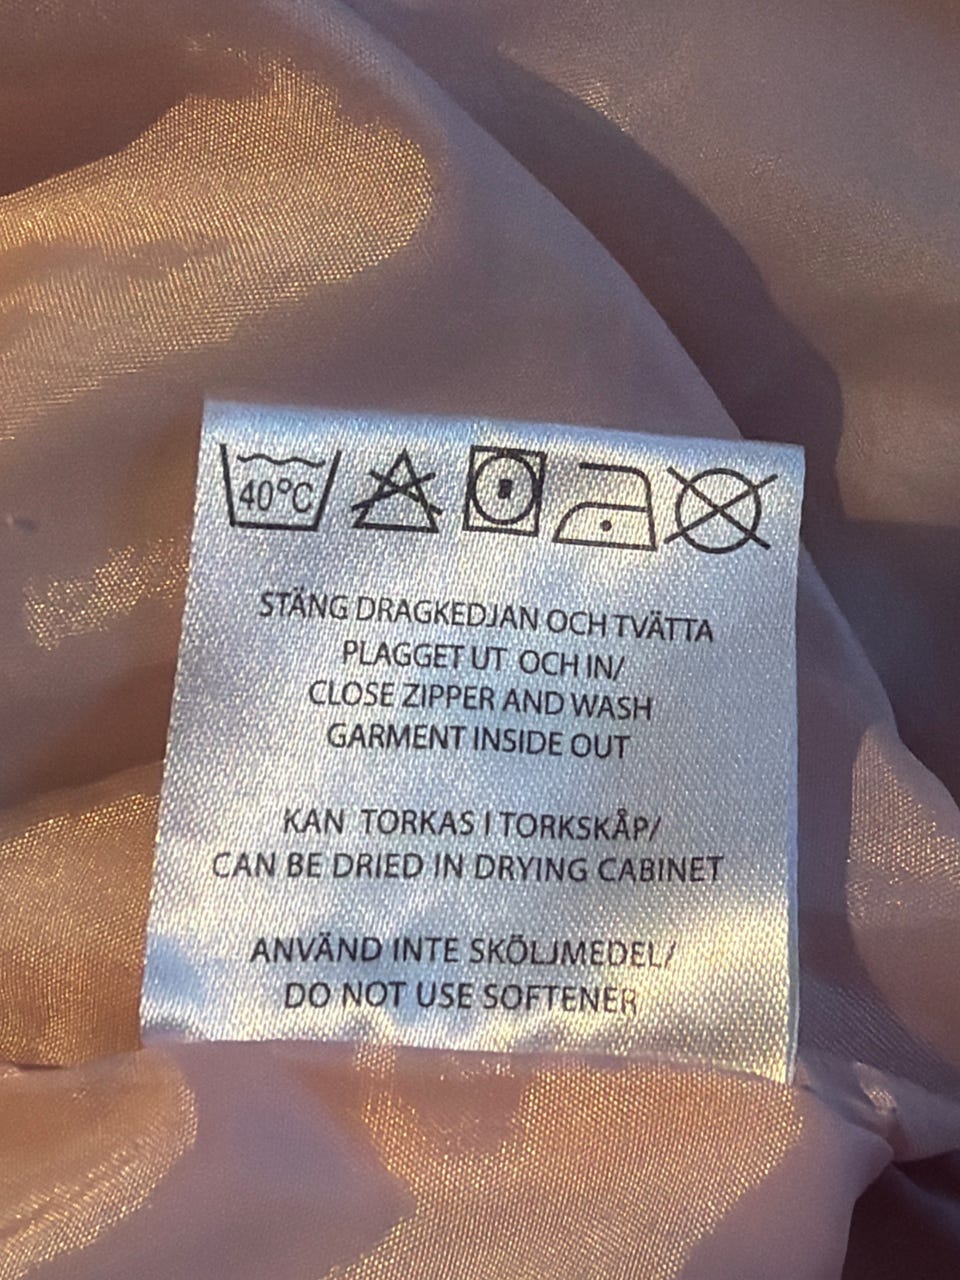 40°C
STÄNG DRAGKEDJAN OCH TVÄTTA
PLAGGET UT OCH IN/
CLOSE ZIPPER AND WASH
GARMENT INSIDE OUT
KAN TORKAS I TORKSKÅP/
CAN BE DRIED IN DRYING CABINET
ANVÄND INTE SKÖLJMEDEL/
DO NOT USE SOFTENER